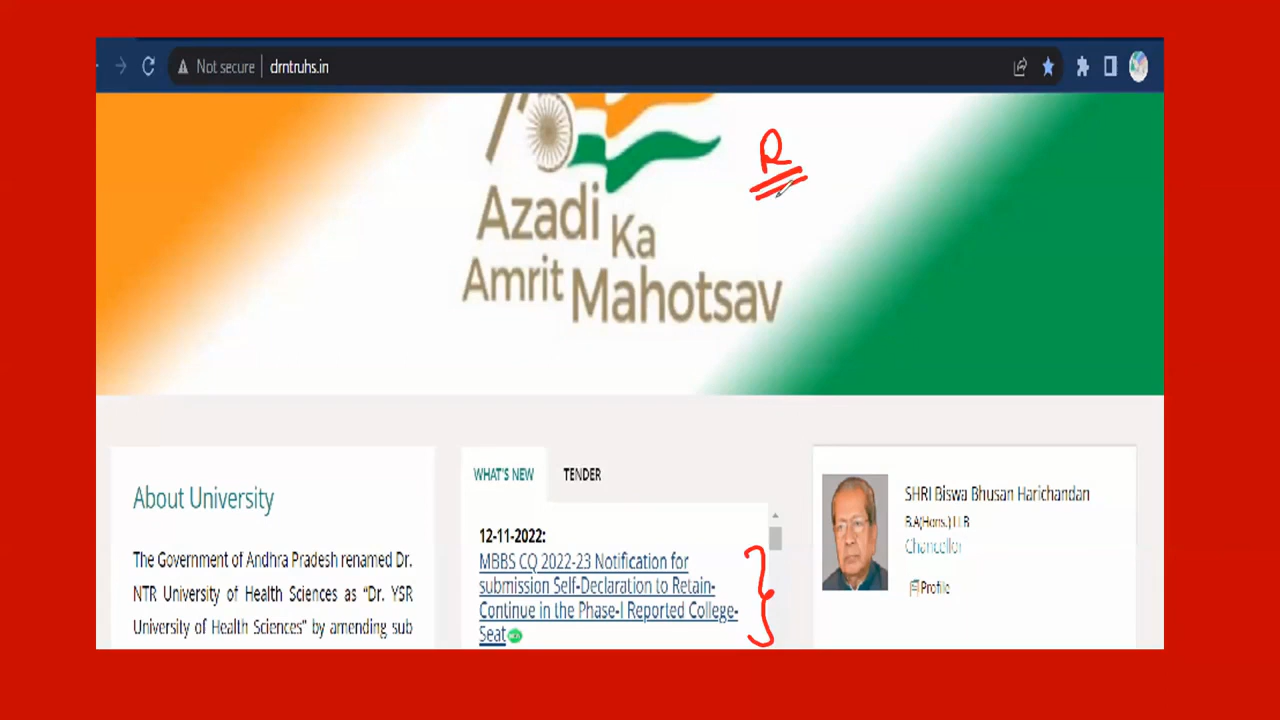 Not secure
drntruhs.in
R
Azadi
Ka
Amrit
Mahotsav
About University
The Government of Andhra Pradesh renamed Dr.
NTR University of Health Sciences as “Dr. YSR
University of Health Sciences” by amending sub
WHAT'S NEW
TENDER
12-11-2022:
MBBS CQ 2022-23 Notification for
submission Self-Declaration to Retain-
Continue in the Phase-I Reported College-
Seat
SHRI Biswa Bhusan Harichandan
B.A(Hons.) LLB
Chancellor
Profile